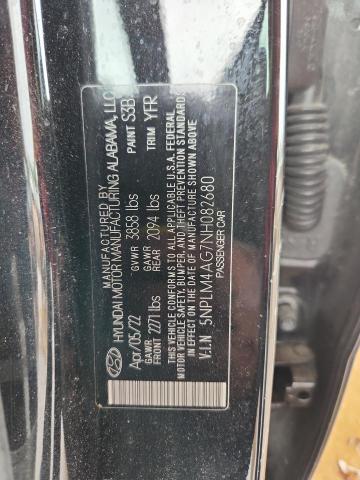 MANUFACTURED BY
HYUNDAI MOTOR MANUFACTURING ALABAMA, LLC
Apr/05/22 GVWR 3858 lbs PAINT S3B
GAWR FRONT 2271 lbs GAWR REAR 2094 lbs TRIM YFR
THIS VEHICLE CONFORMS TO ALL APPLICABLE U.S.A. FEDERAL
MOTOR VEHICLE SAFETY, BUMPER, AND THEFT PREVENTION STANDARDS
IN EFFECT ON THE DATE OF MANUFACTURE SHOWN ABOVE
V.I.N 5NPLM4AG7NH082680
PASSENGER CAR